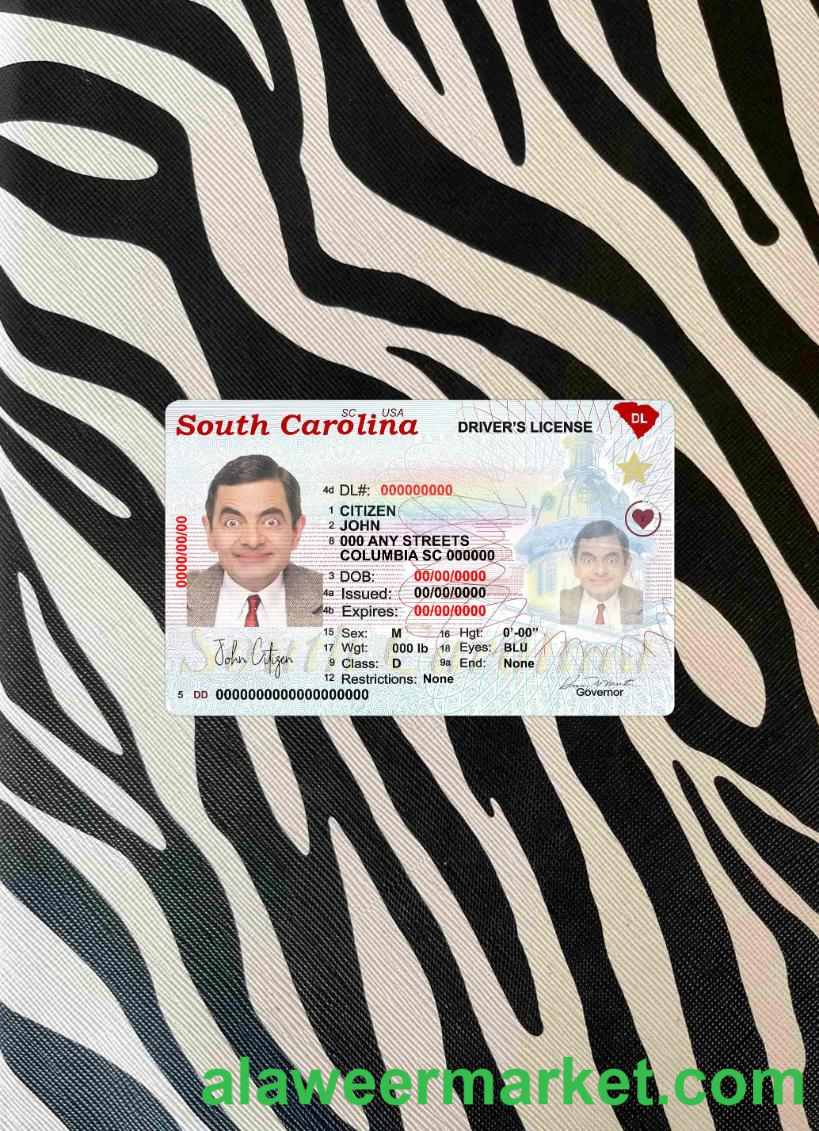 SC USA
South Carolina
DRIVER'S LICENSE
DL
4d DL#: 000000000
1 CITIZEN
2 JOHN
8 000 ANY STREETS
COLUMBIA SC 000000
0000/00/00
3 DOB: 00/00/0000
4a Issued: 00/00/0000
4b Expires: 00/00/0000
15 Sex: M 16 Hgt: 0'-00"
17 Wgt: 000 lb 18 Eyes: BLU
9 Class: D 9a End: None
12 Restrictions: None
John Citizen
Governor
5 DD 0000000000000000000
alaweermarket.com